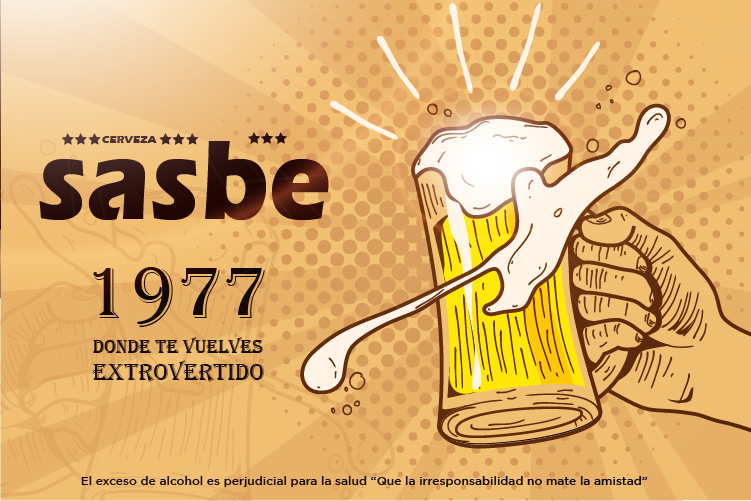 ★★★CERVEZA★★★ ★★★
sasbe
1977
DONDE TE VUELVES
EXTROVERTIDO
El exceso de alcohol es perjudicial para la salud “Que la irresponsabilidad no mate la amistad”